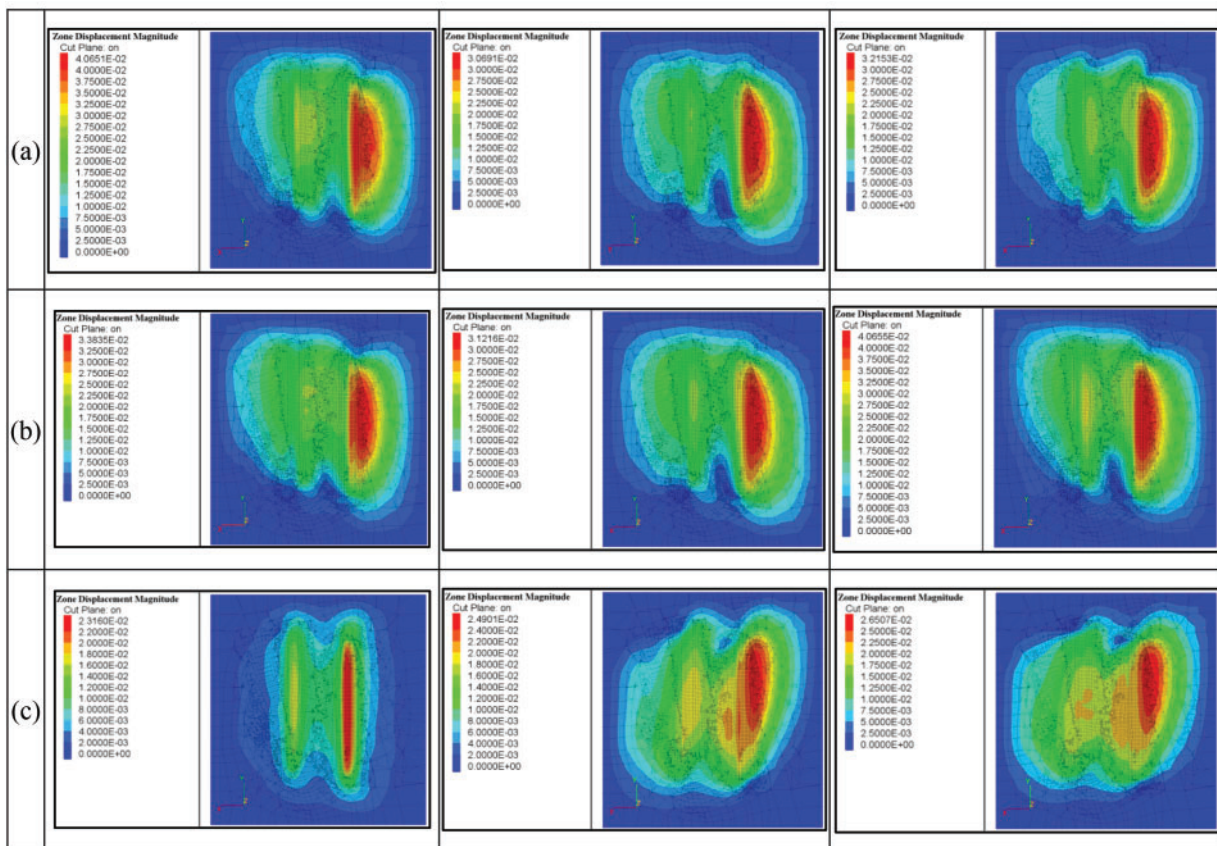 (a)
Zone Displacement Magnitude
Cut Plane: on
4.0651E-02
4.0000E-02
3.7500E-02
3.5000E-02
3.2500E-02
3.0000E-02
2.7500E-02
2.5000E-02
2.2500E-02
2.0000E-02
1.7500E-02
1.5000E-02
1.2500E-02
1.0000E-02
7.5000E-03
5.0000E-03
2.5000E-03
0.0000E+00
Zone Displacement Magnitude
Cut Plane: on
3.0691E-02
3.0000E-02
2.7500E-02
2.5000E-02
2.2500E-02
2.0000E-02
1.7500E-02
1.5000E-02
1.2500E-02
1.0000E-02
7.5000E-03
5.0000E-03
2.5000E-03
0.0000E+00
Zone Displacement Magnitude
Cut Plane: on
3.2153E-02
3.0000E-02
2.7500E-02
2.5000E-02
2.2500E-02
2.0000E-02
1.7500E-02
1.5000E-02
1.2500E-02
1.0000E-02
7.5000E-03
5.0000E-03
2.5000E-03
0.0000E+00
(b)
Zone Displacement Magnitude
Cut Plane: on
3.3835E-02
3.2500E-02
3.0000E-02
2.7500E-02
2.5000E-02
2.2500E-02
2.0000E-02
1.7500E-02
1.5000E-02
1.2500E-02
1.0000E-02
7.5000E-03
5.0000E-03
2.5000E-03
0.0000E+00
Zone Displacement Magnitude
Cut Plane: on
3.1216E-02
3.0000E-02
2.7500E-02
2.5000E-02
2.2500E-02
2.0000E-02
1.7500E-02
1.5000E-02
1.2500E-02
1.0000E-02
7.5000E-03
5.0000E-03
2.5000E-03
0.0000E+00
Zone Displacement Magnitude
Cut Plane: on
4.0655E-02
4.0000E-02
3.7500E-02
3.5000E-02
3.2500E-02
3.0000E-02
2.7500E-02
2.5000E-02
2.2500E-02
2.0000E-02
1.7500E-02
1.5000E-02
1.2500E-02
1.0000E-02
7.5000E-03
5.0000E-03
2.5000E-03
0.0000E+00
(c)
Zone Displacement Magnitude
Cut Plane: on
2.3160E-02
2.2000E-02
2.0000E-02
1.8000E-02
1.6000E-02
1.4000E-02
1.2000E-02
1.0000E-02
8.0000E-03
6.0000E-03
4.0000E-03
2.0000E-03
0.0000E+00
Zone Displacement Magnitude
Cut Plane: on
2.4901E-02
2.4000E-02
2.2000E-02
2.0000E-02
1.8000E-02
1.6000E-02
1.4000E-02
1.2000E-02
1.0000E-02
8.0000E-03
6.0000E-03
4.0000E-03
2.0000E-03
0.0000E+00
Zone Displacement Magnitude
Cut Plane: on
2.6507E-02
2.5000E-02
2.2500E-02
2.0000E-02
1.7500E-02
1.5000E-02
1.2500E-02
1.0000E-02
7.5000E-03
5.0000E-03
2.5000E-03
0.0000E+00